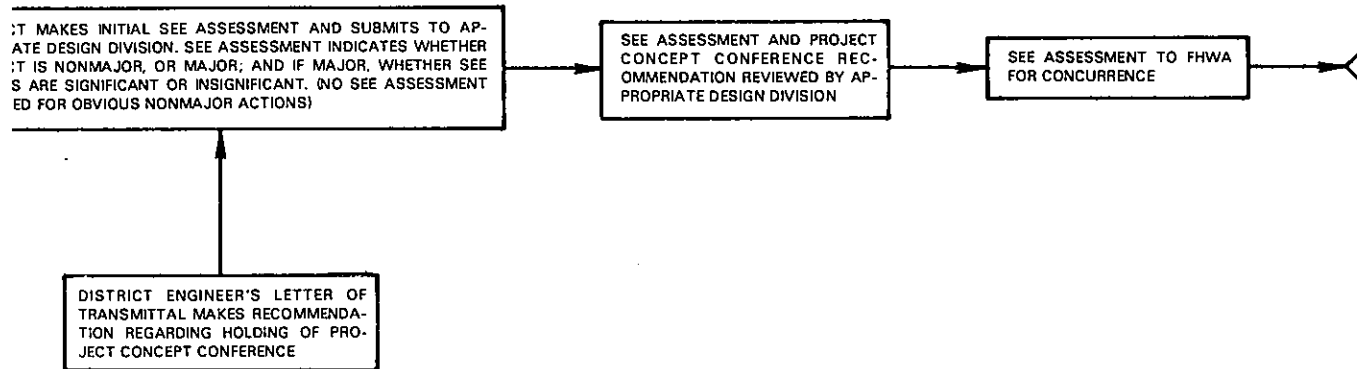 CT MAKES INITIAL SEE ASSESSMENT AND SUBMITS TO AP-
ATE DESIGN DIVISION. SEE ASSESSMENT INDICATES WHETHER
CT IS NONMAJOR, OR MAJOR; AND IF MAJOR, WHETHER SEE
S ARE SIGNIFICANT OR INSIGNIFICANT. (NO SEE ASSESSMENT
ED FOR OBVIOUS NONMAJOR ACTIONS)
SEE ASSESSMENT AND PROJECT
CONCEPT CONFERENCE REC-
OMMENDATION REVIEWED BY AP-
PROPRIATE DESIGN DIVISION
SEE ASSESSMENT TO FHWA
FOR CONCURRENCE
DISTRICT ENGINEER'S LETTER OF
TRANSMITTAL MAKES RECOMMENDA-
TION REGARDING HOLDING OF PRO-
JECT CONCEPT CONFERENCE